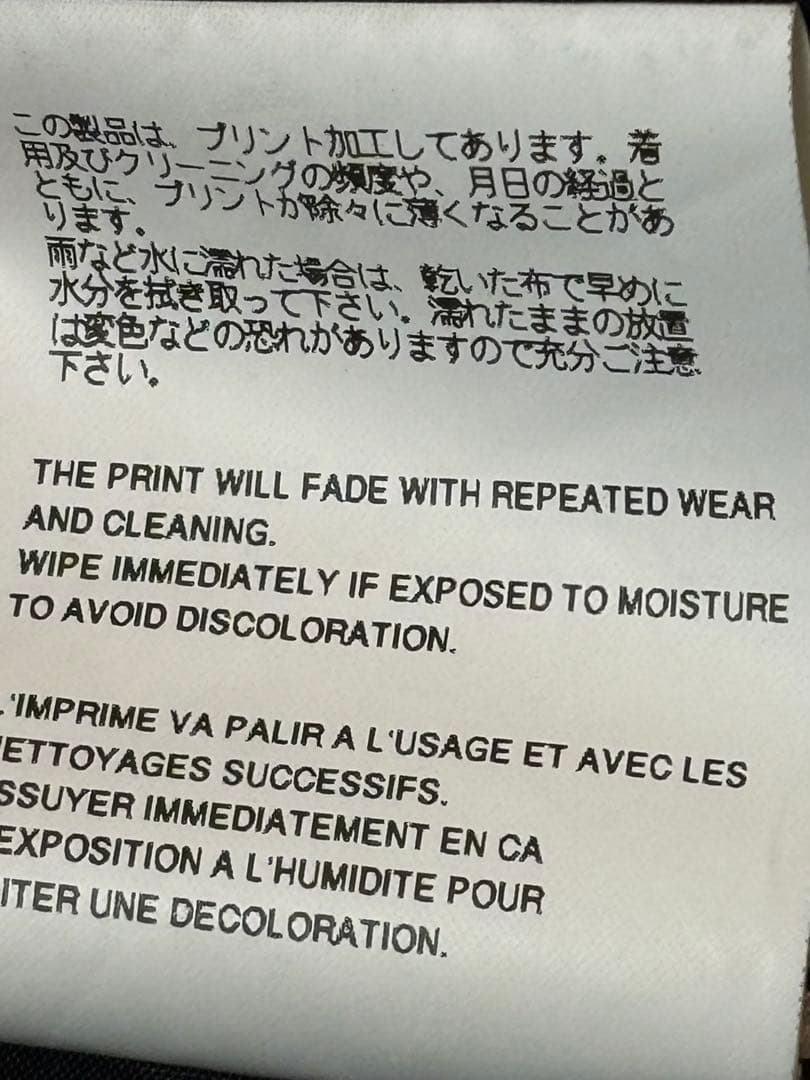 この製品は、プリント加工してあります。着
用及びクリーニングの頻度や、月日の経過と
ともに、プリントが除々に薄くなることがあ
ります。
雨など水に濡れた場合は、乾いた布で早めに
水分を拭き取って下さい。濡れたままの放置
は変色などの恐れがありますので充分ご注意
下さい。
THE PRINT WILL FADE WITH REPEATED WEAR
AND CLEANING.
WIPE IMMEDIATELY IF EXPOSED TO MOISTURE
TO AVOID DISCOLORATION.
L'IMPRIME VA PALIR A L'USAGE ET AVEC LES
ETTOYAGES SUCCESSIFS.
SSUYER IMMEDIATEMENT EN CA
EXPOSITION A L'HUMIDITE POUR
ITER UNE DECOLORATION.